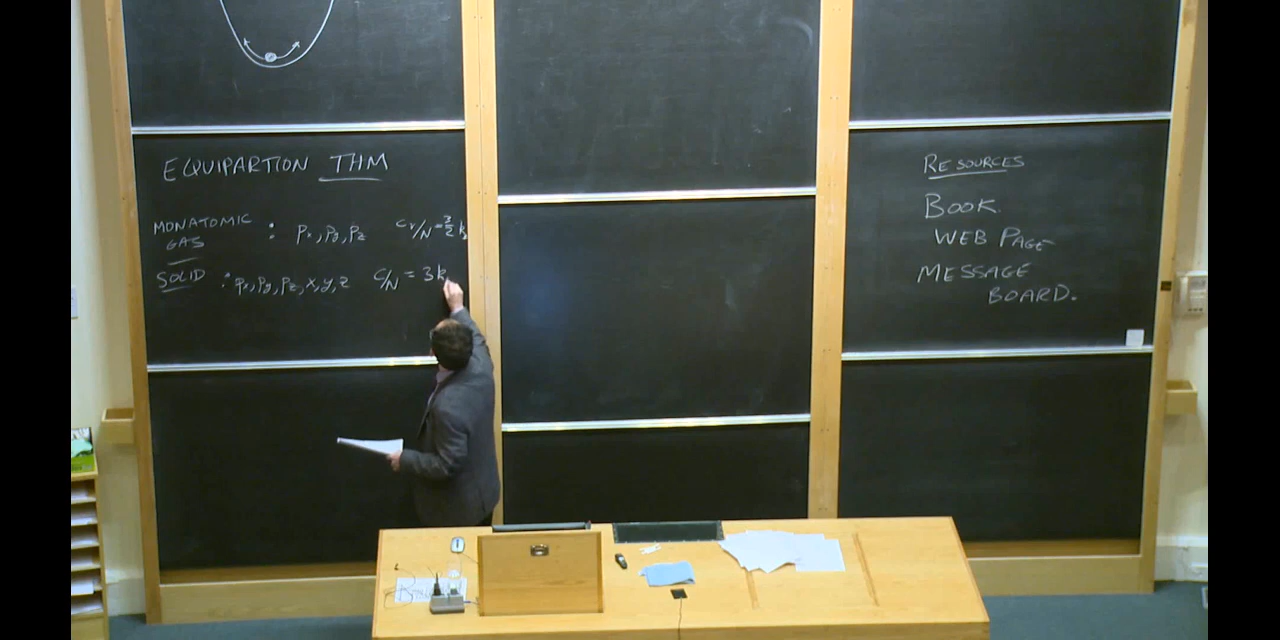 EQUIPARTION THM
MONATOMIC GAS : px, py, pz Cv/N = 3/2 kB
SOLID : px, py, pz, x, y, z C/N = 3k
RESOURCES
BOOK.
WEB PAGE
MESSAGE
BOARD.